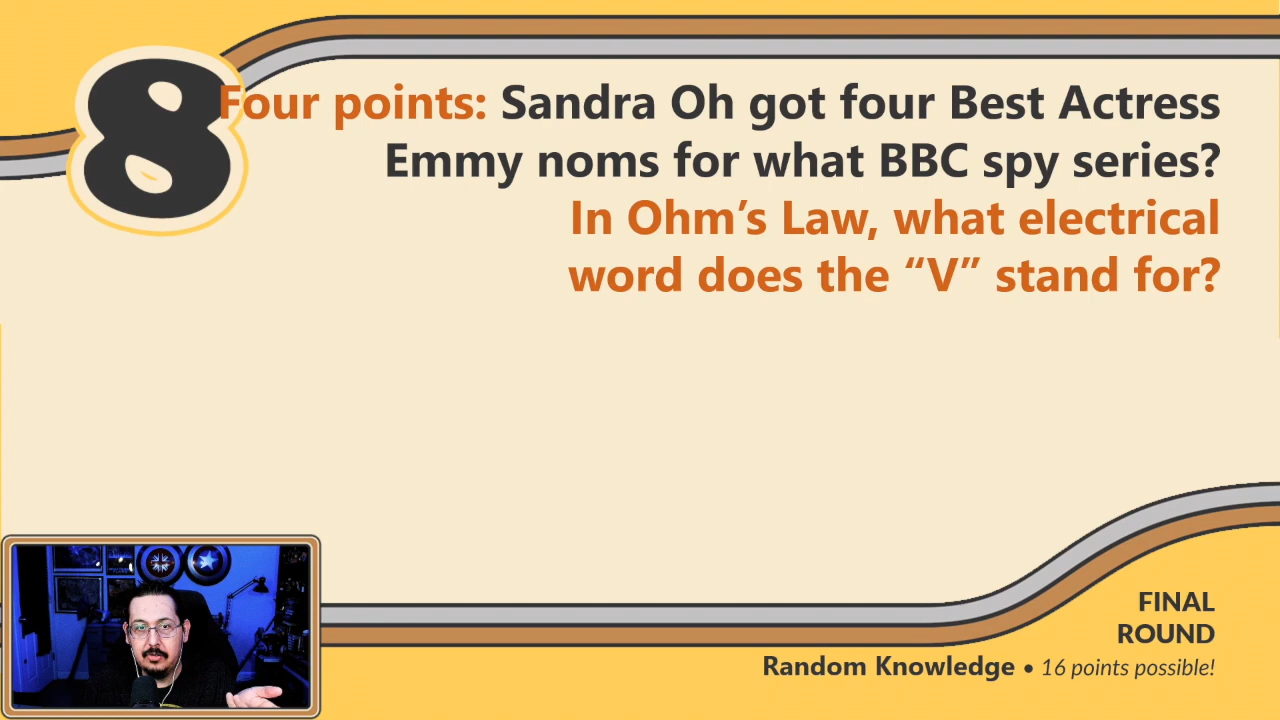 8
Four points: Sandra Oh got four Best Actress
Emmy noms for what BBC spy series?
In Ohm’s Law, what electrical
word does the “V” stand for?
FINAL
ROUND
Random Knowledge • 16 points possible!